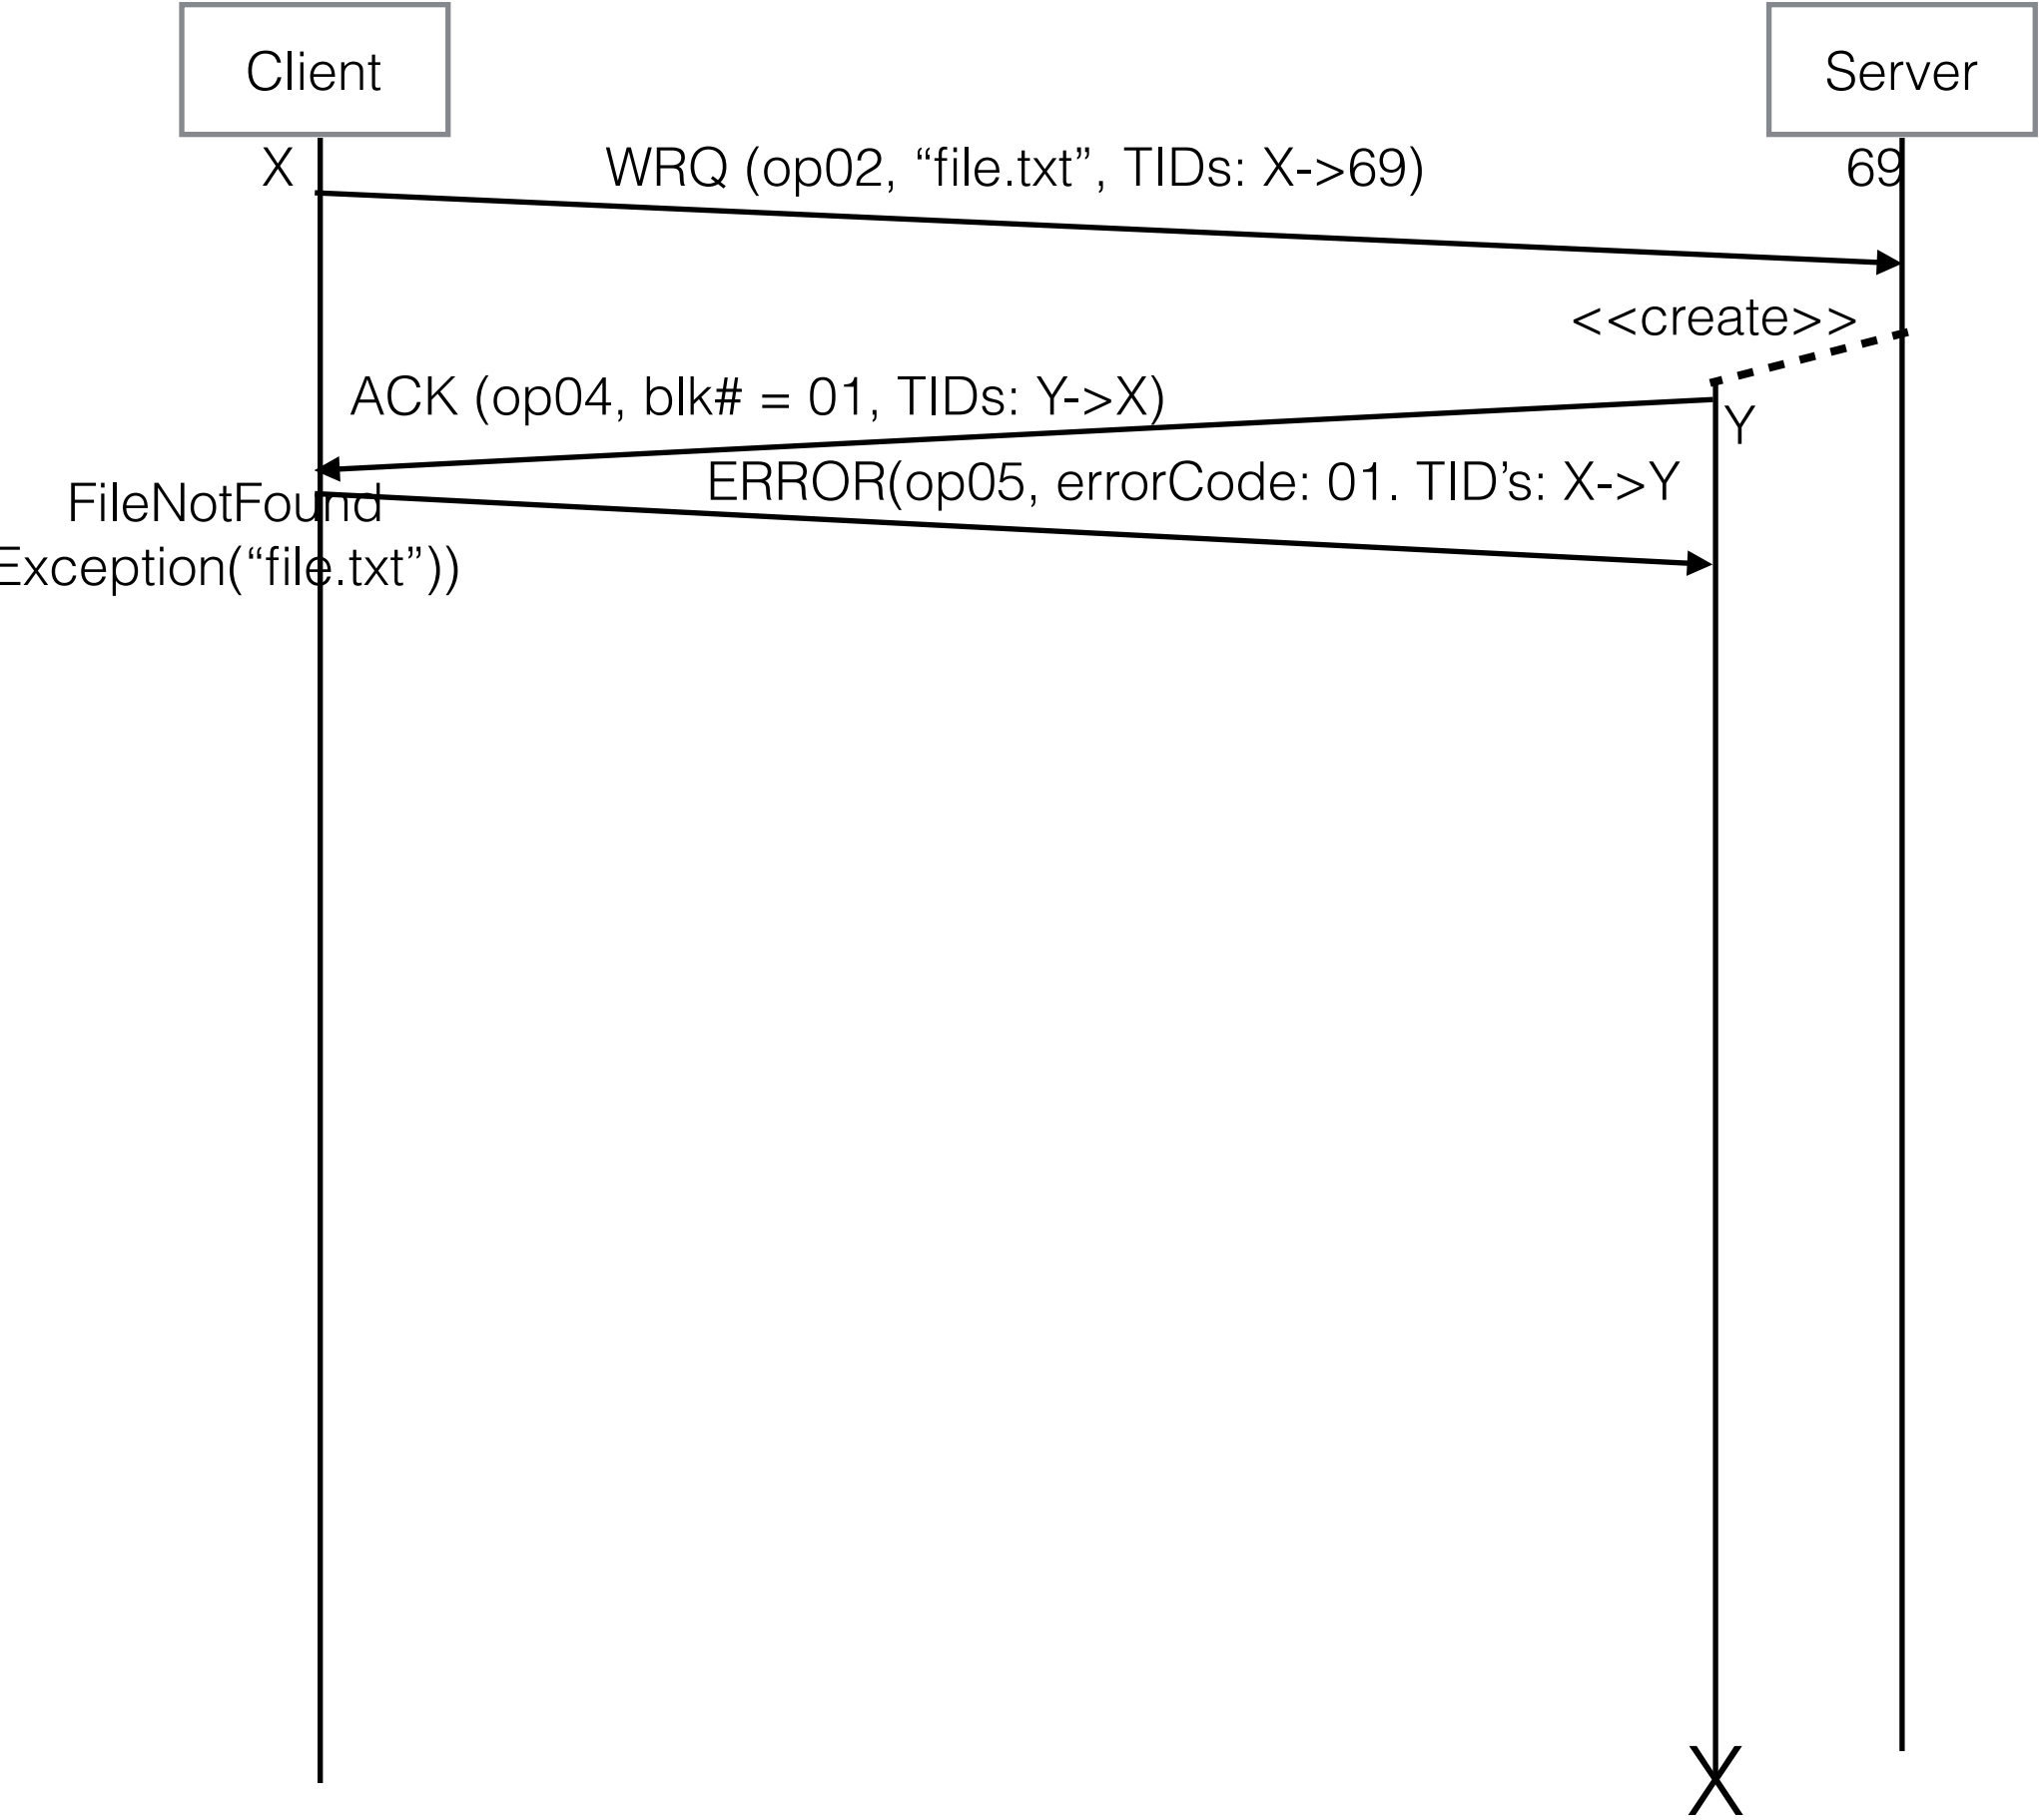 Client
Server
X
WRQ (op02, “file.txt”, TIDs: X->69)
69
<<create>>
ACK (op04, blk# = 01, TIDs: Y->X)
Y
ERROR(op05, errorCode: 01. TID’s: X->Y
FileNotFound
Exception(“file.txt”))
X